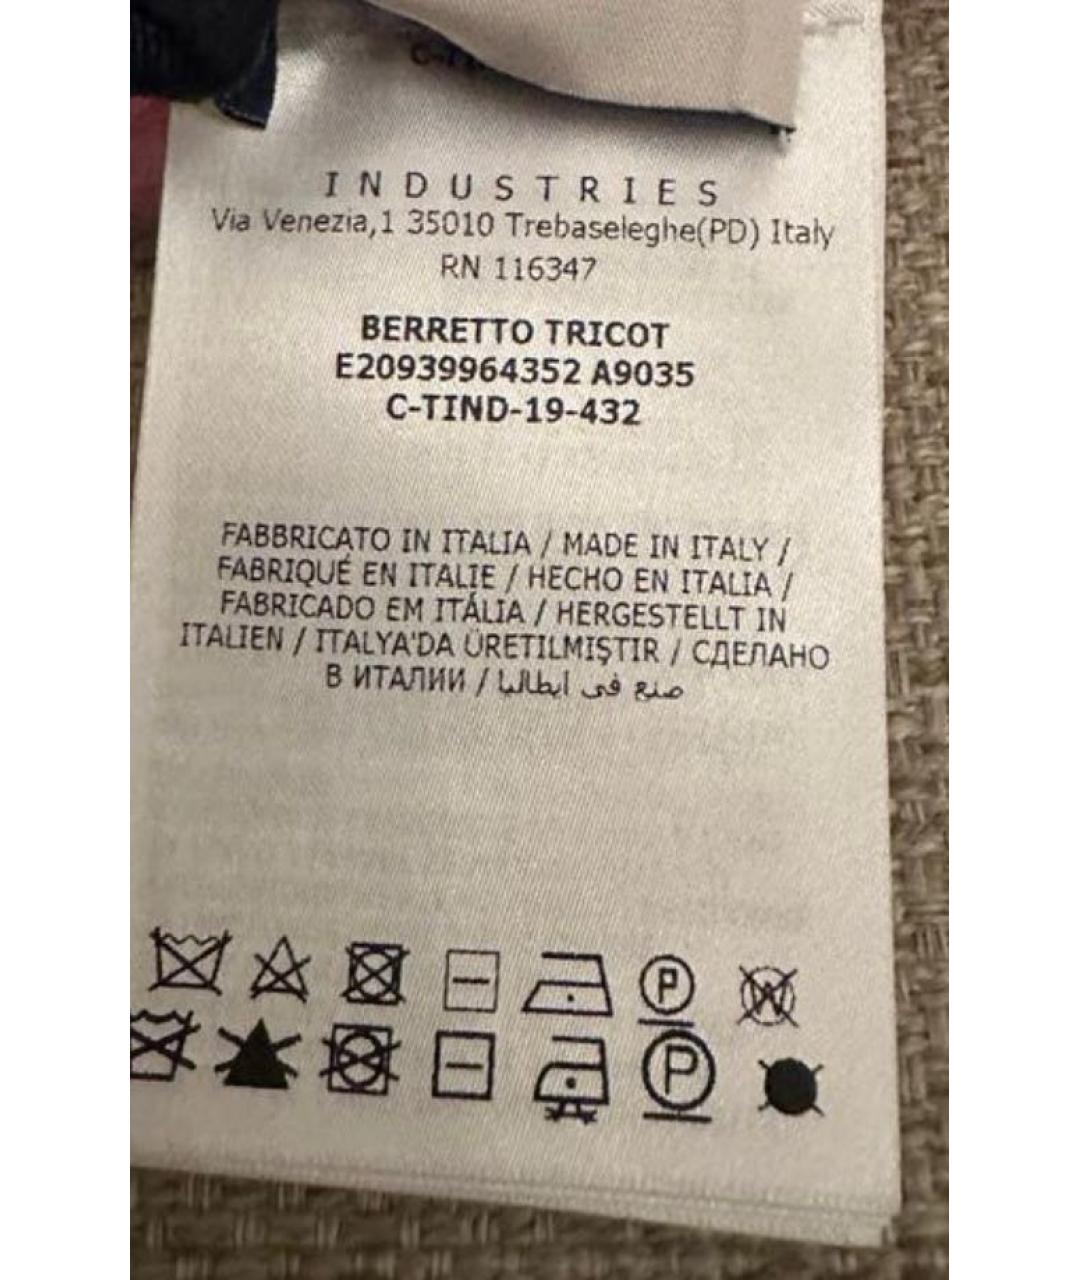 INDUSTRIES
Via Venezia,1 35010 Trebaseleghe(PD) Italy
RN 116347
BERRETTO TRICOT
E20939964352 A9035
C-TIND-19-432
FABBRICATO IN ITALIA / MADE IN ITALY /
FABRIQUÉ EN ITALIE / HECHO EN ITALIA /
FABRICADO EM ITÁLIA / HERGESTELLT IN
ITALIEN / ITALYA'DA ÜRETILMIŞTIR / СДЕЛАНО
В ИТАЛИИ / صنع في ايطاليا
P W
P